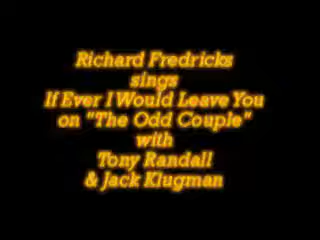 Richard Fredricks
sings
If Ever I Would Leave You
on "The Odd Couple"
with
Tony Randall
& Jack Klugman